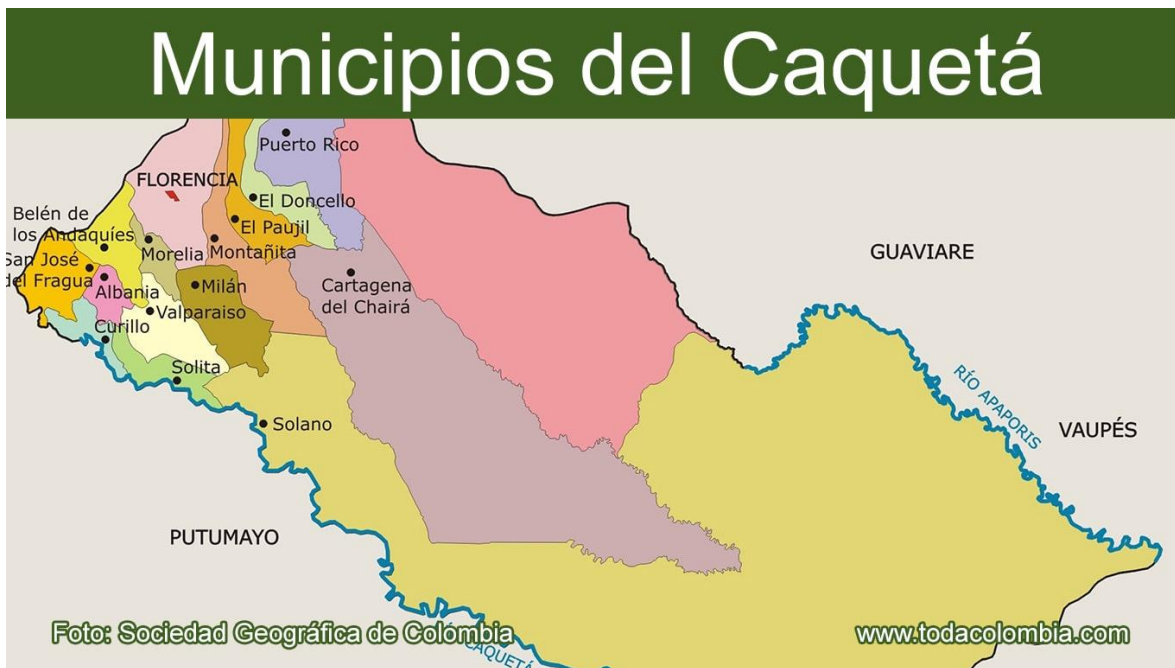 Municipios del Caquetá
Puerto Rico
FLORENCIA
El Doncello
Belén de
los Andaquíes
El Paujil
Morelia
Montañita
GUAVIARE
San José
del Fragua
Albania
Milán
Cartagena
del Chairá
Valparaiso
Curillo
Solita
RÍO APAPORIS
Solano
VAUPÉS
PUTUMAYO
Foto: Sociedad Geográfica de Colombia
www.todacolombia.com
CAQUETÁ